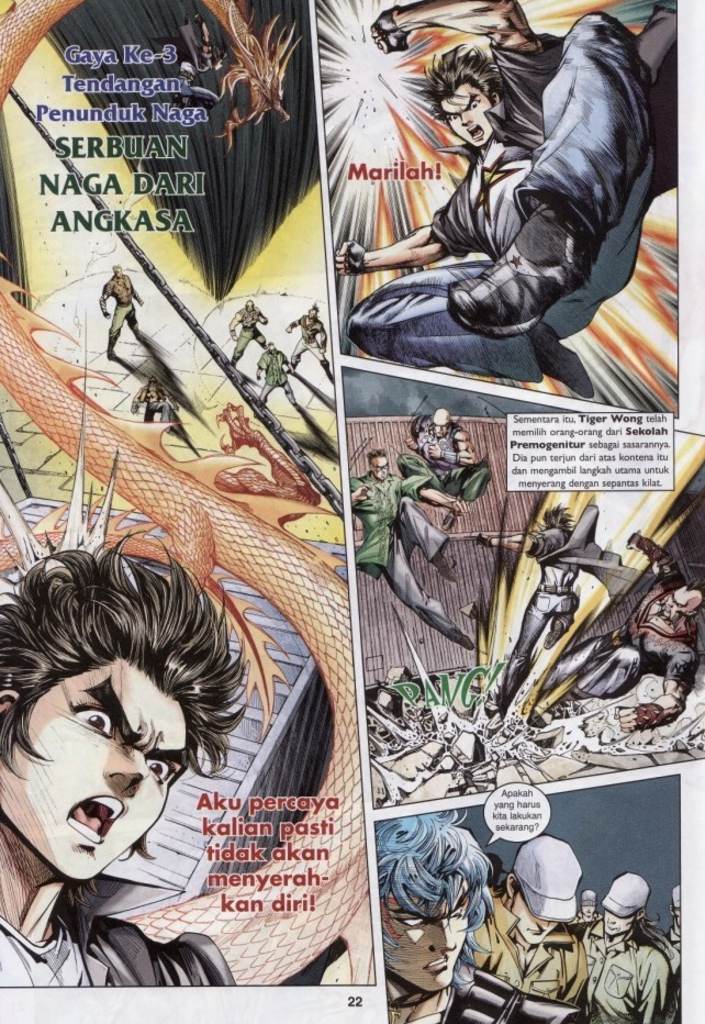 Gaya Ke-3
Tendangan
Penunduk Naga
SERBUAN
NAGA DARI
ANGKASA
Marilah!
Sementara itu, Tiger Wong telah
memilih orang-orang dari Sekolah
Premogenitur sebagai sasarannya.
Dia pun terjun dari atas kontena itu
dan mengambil langkah utama untuk
menyerang dengan sepantas kilat.
PANG!
Aku percaya
kalian pasti
tidak akan
menyerah-
kan diri!
Apakah
yang harus
kita lakukan
sekarang?
22